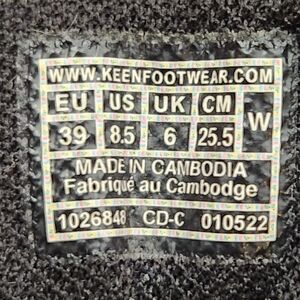 WWW.KEENFOOTWEAR.COM
EU US UK CM W
39 8.5 6 25.5
MADE IN CAMBODIA
Fabriqué au Cambodge
1026848 CD-C 010522